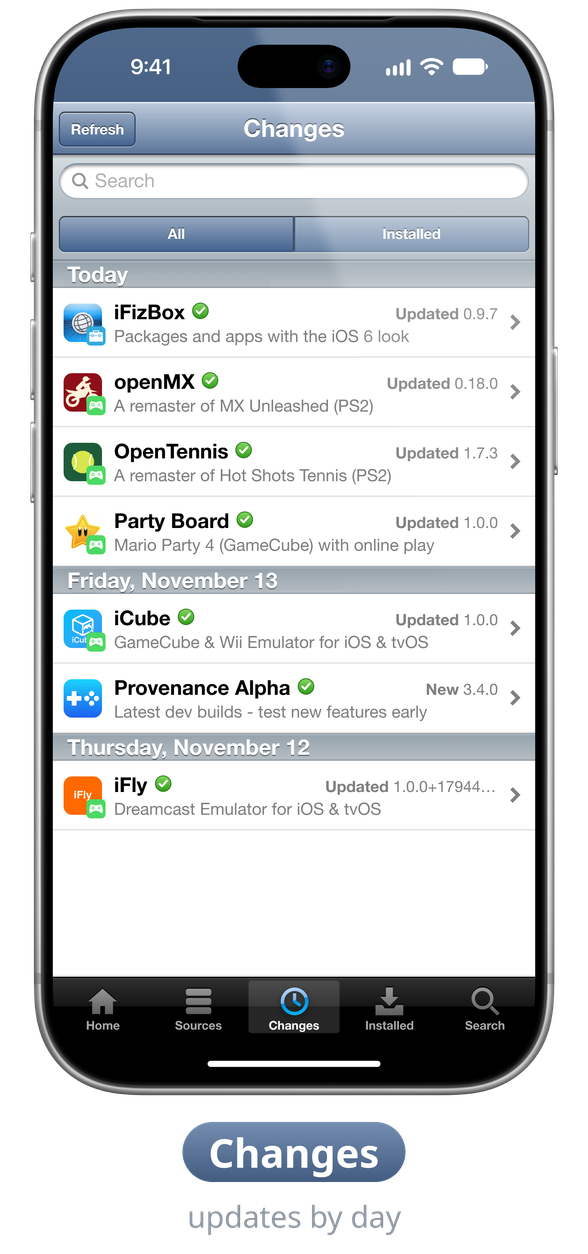 9:41
Refresh
Changes
Search
All
Installed
Today
iFizBox
Updated 0.9.7
Packages and apps with the iOS 6 look
openMX
Updated 0.18.0
A remaster of MX Unleashed (PS2)
OpenTennis
Updated 1.7.3
A remaster of Hot Shots Tennis (PS2)
Party Board
Updated 1.0.0
Mario Party 4 (GameCube) with online play
Friday, November 13
iCube
Updated 1.0.0
GameCube & Wii Emulator for iOS & tvOS
Provenance Alpha
New 3.4.0
Latest dev builds - test new features early
Thursday, November 12
iFly
iFly
Updated 1.0.0+17944...
Dreamcast Emulator for iOS & tvOS
Home
Sources
Changes
Installed
Search
Changes
updates by day